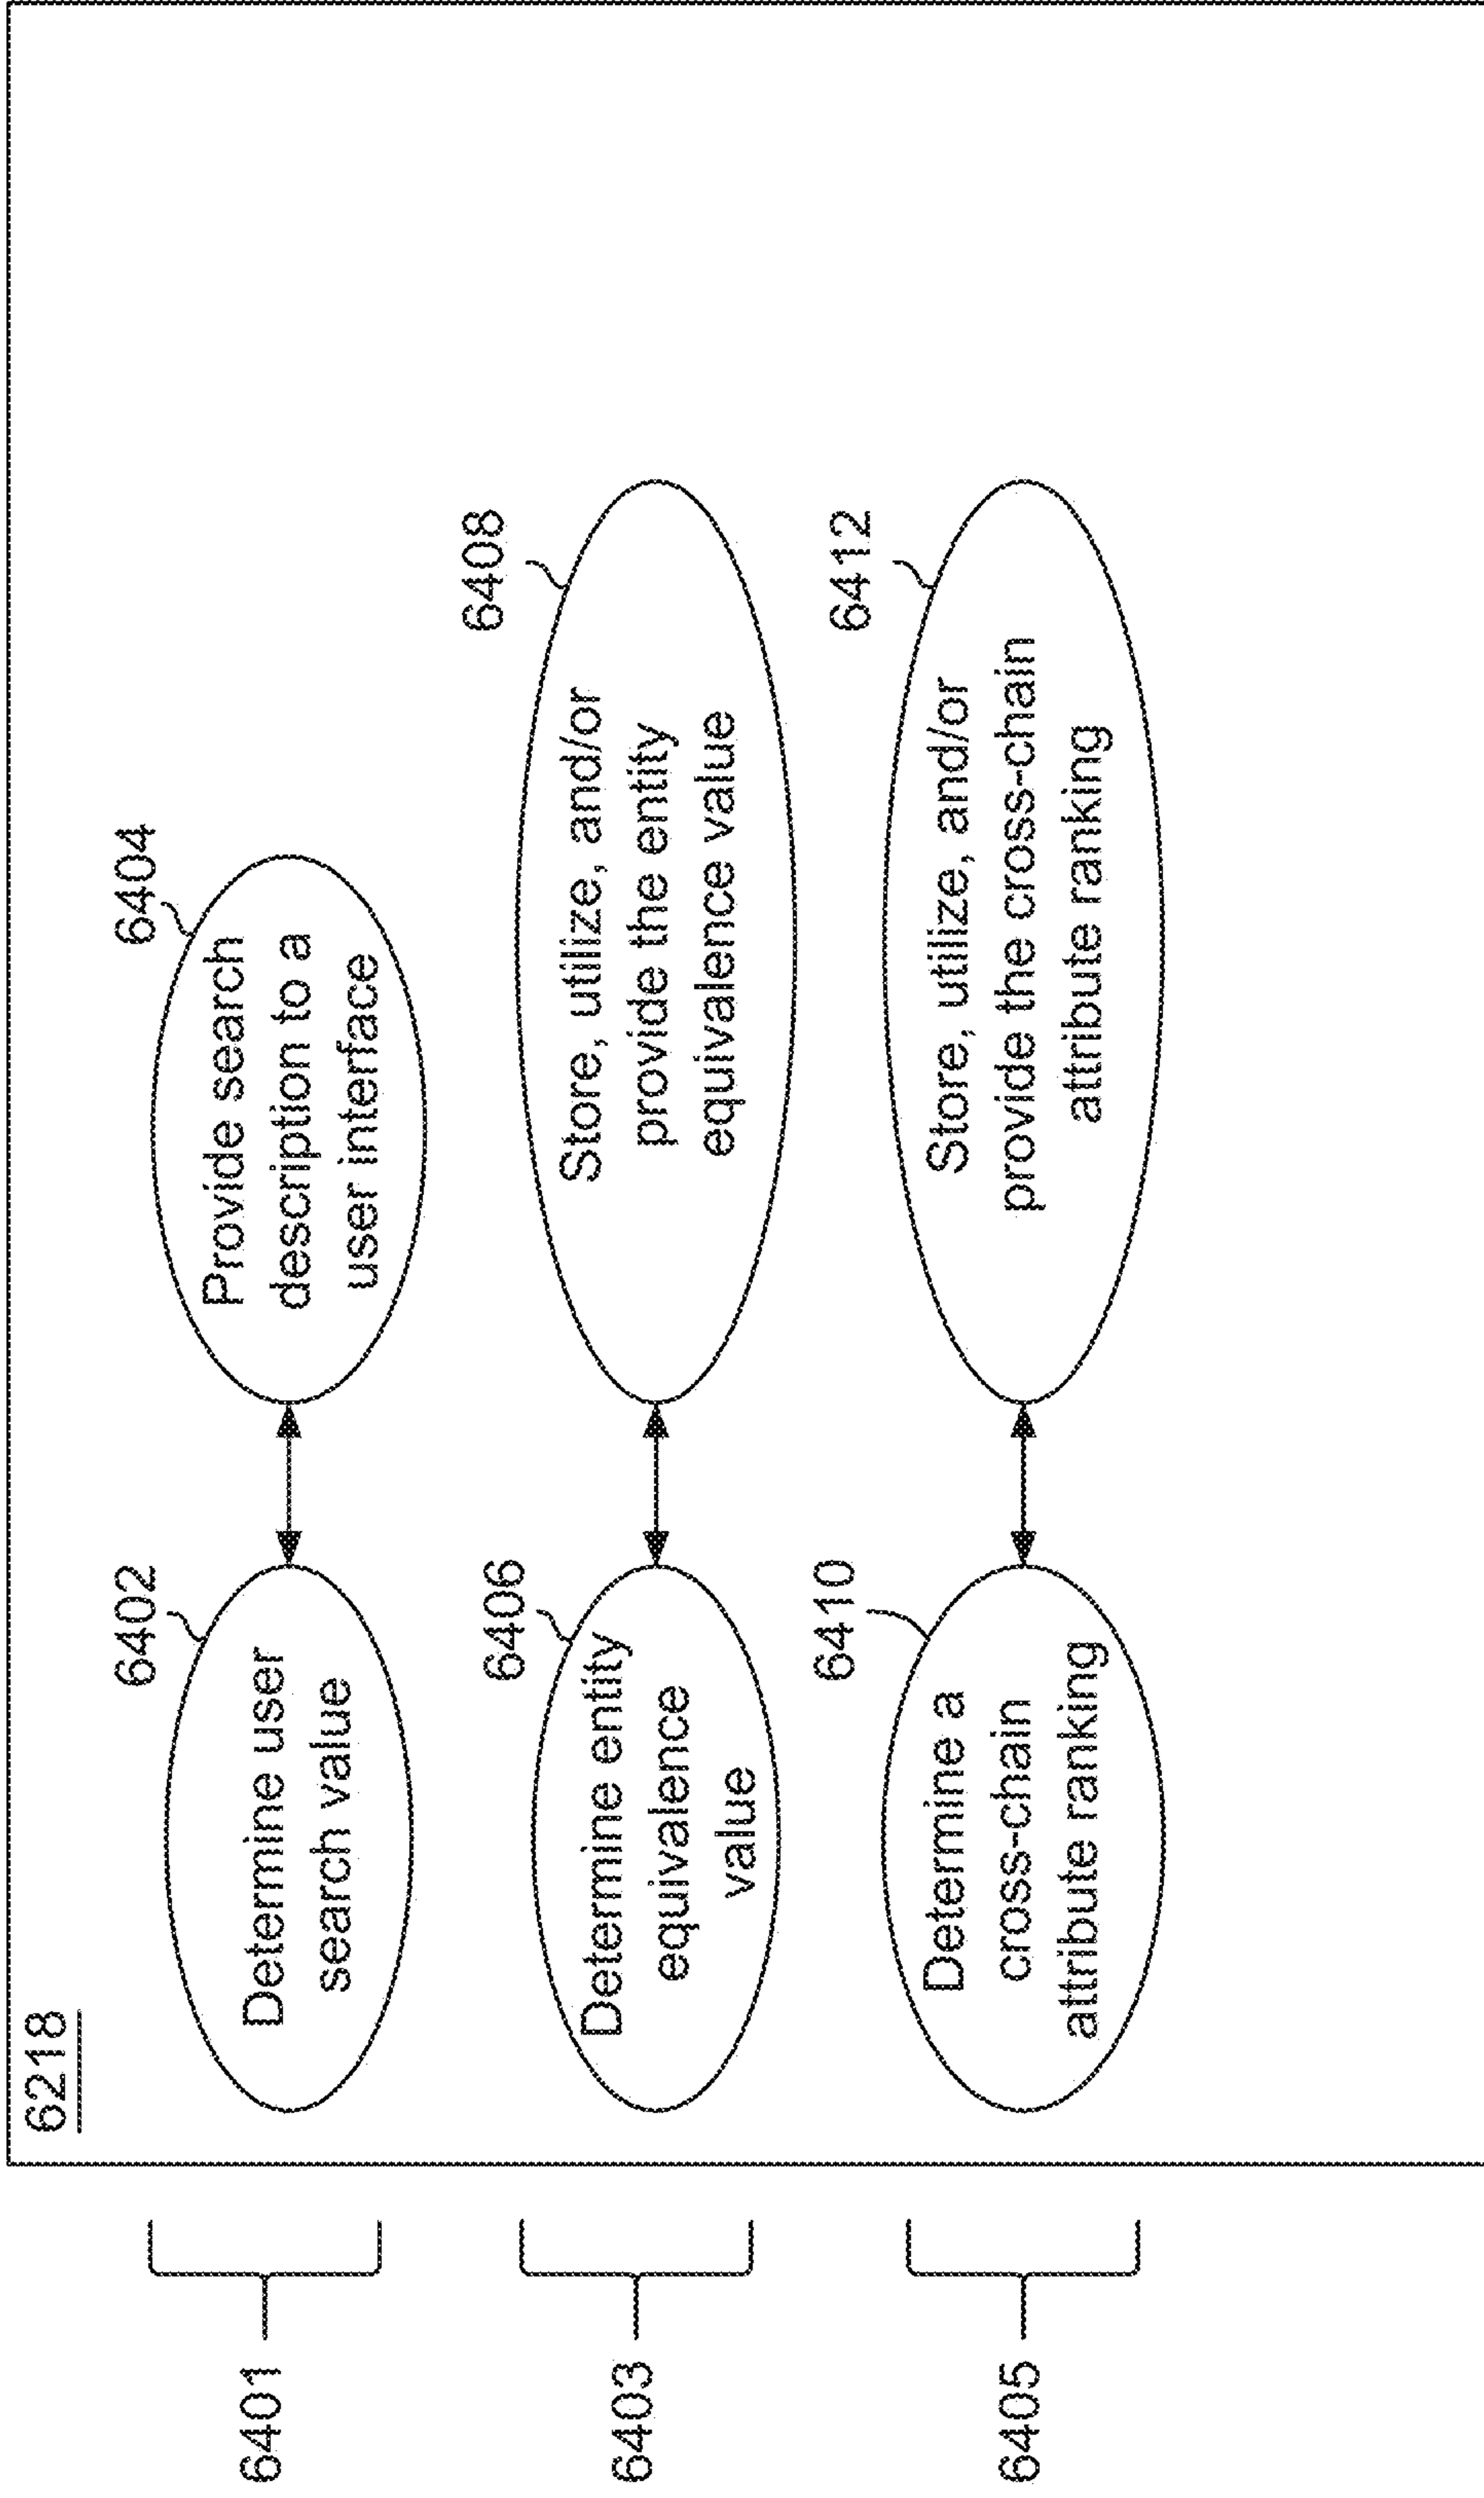 6218
6401
6402
Determine user
search value
6404
Provide search
description to a
user interface
6403
6406
Determine entity
equivalence
value
6408
Store, utilize, and/or
provide the entity
equivalence value
6405
6410
Determine a
cross-chain
attribute ranking
6412
Store, utilize, and/or
provide the cross-chain
attribute ranking